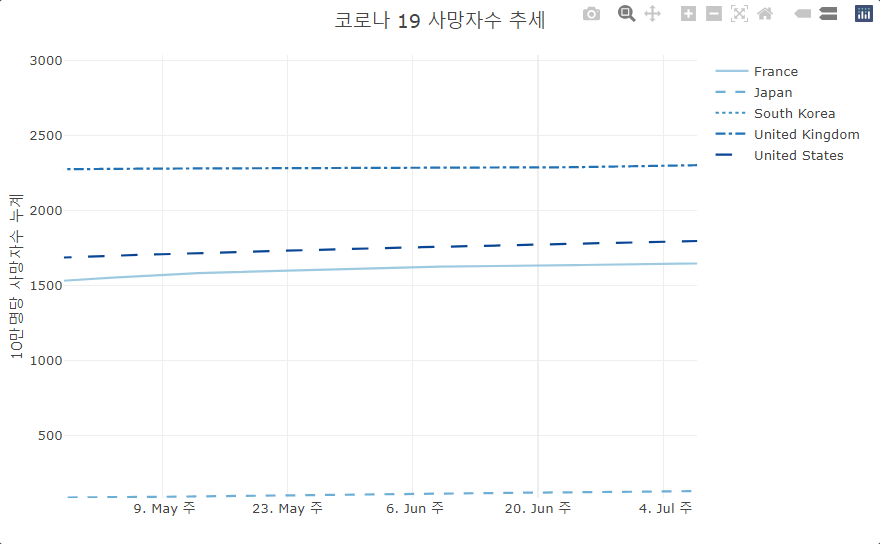 코로나 19 사망자수 추세
3000
2500
2000
1500
1000
500
10만명당 사망자수 누계
9. May 주
23. May 주
6. Jun 주
20. Jun 주
4. Jul 주
France
Japan
South Korea
United Kingdom
United States